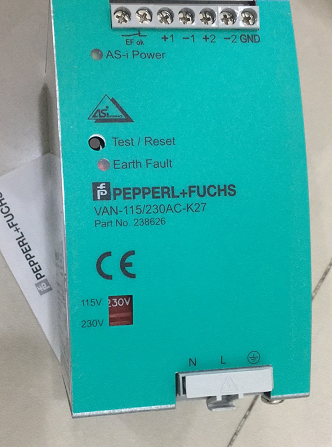 EF ok +1 -1 +2 -2 GND
AS-i Power
Test / Reset
Earth Fault
PEPPERL+FUCHS
VAN-115/230AC-K27
Part No. 238626
PEPPERL+FUCHS
CE
115V 230V
230V
N L